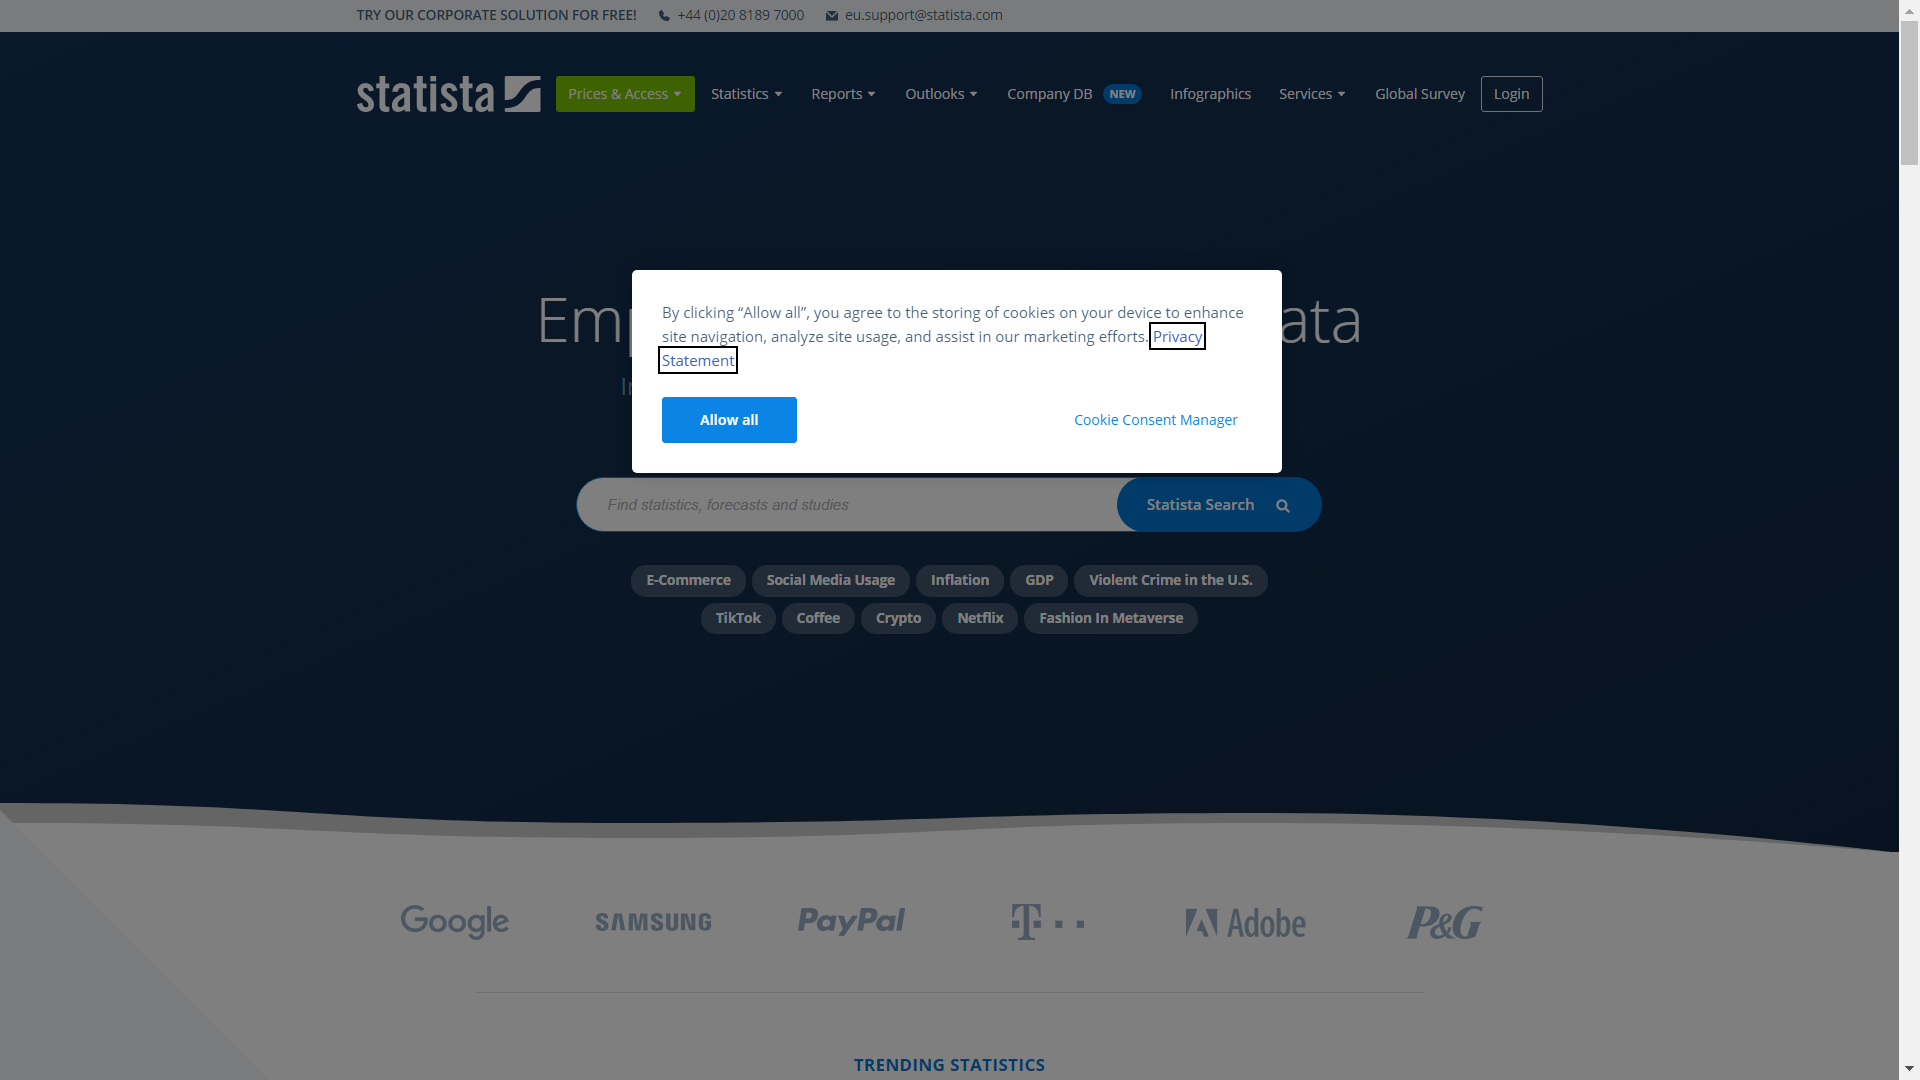 TRY OUR CORPORATE SOLUTION FOR FREE! +44 (0)20 8189 7000 eu.support@statista.com
statista Prices & Access Statistics Reports Outlooks Company DB NEW Infographics Services Global Survey Login
By clicking “Allow all”, you agree to the storing of cookies on your device to enhance
site navigation, analyze site usage, and assist in our marketing efforts. Privacy
Statement
Allow all Cookie Consent Manager
Find statistics, forecasts and studies Statista Search
E-Commerce Social Media Usage Inflation GDP Violent Crime in the U.S.
TikTok Coffee Crypto Netflix Fashion In Metaverse
Google SAMSUNG PayPal T Adobe P&G
TRENDING STATISTICS